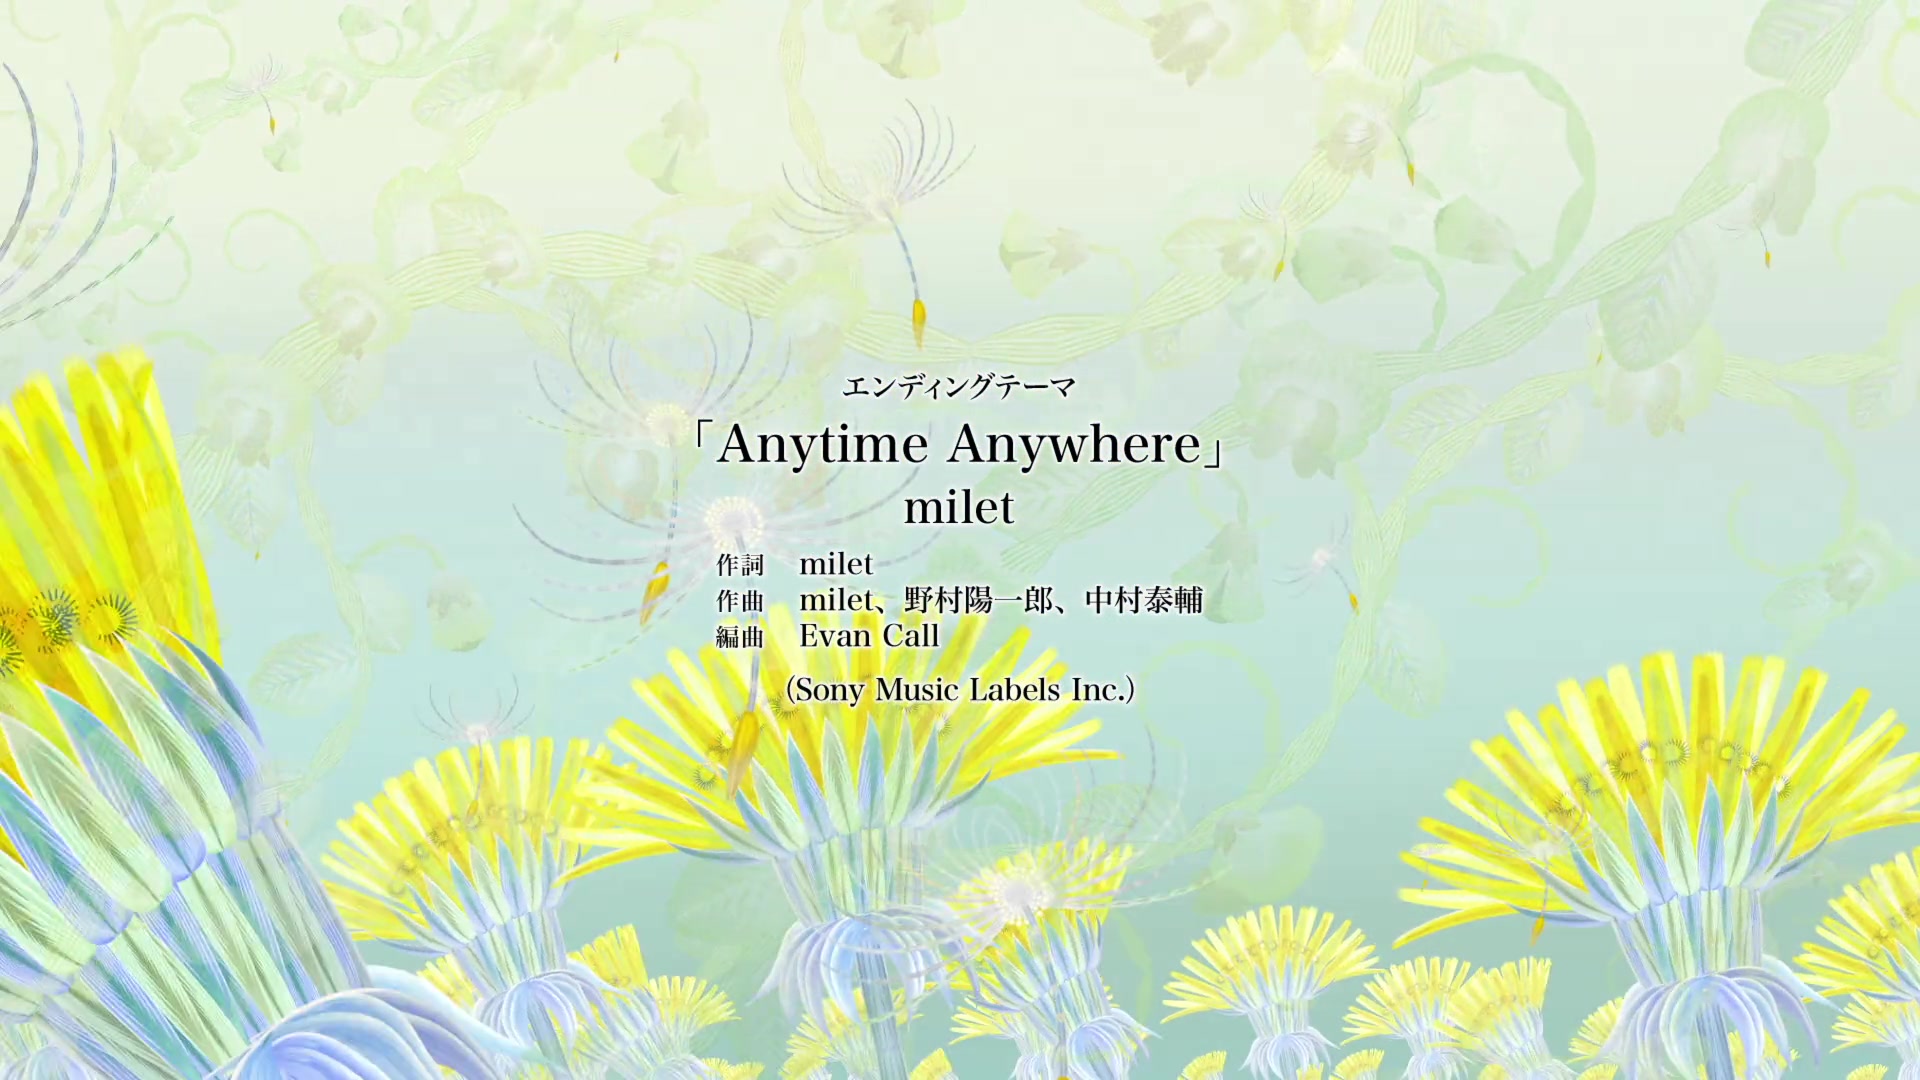 エンディングテーマ
「Anytime Anywhere」
milet
作詞 milet
作曲 milet、野村陽一郎、中村泰輔
編曲 Evan Call
(Sony Music Labels Inc.)